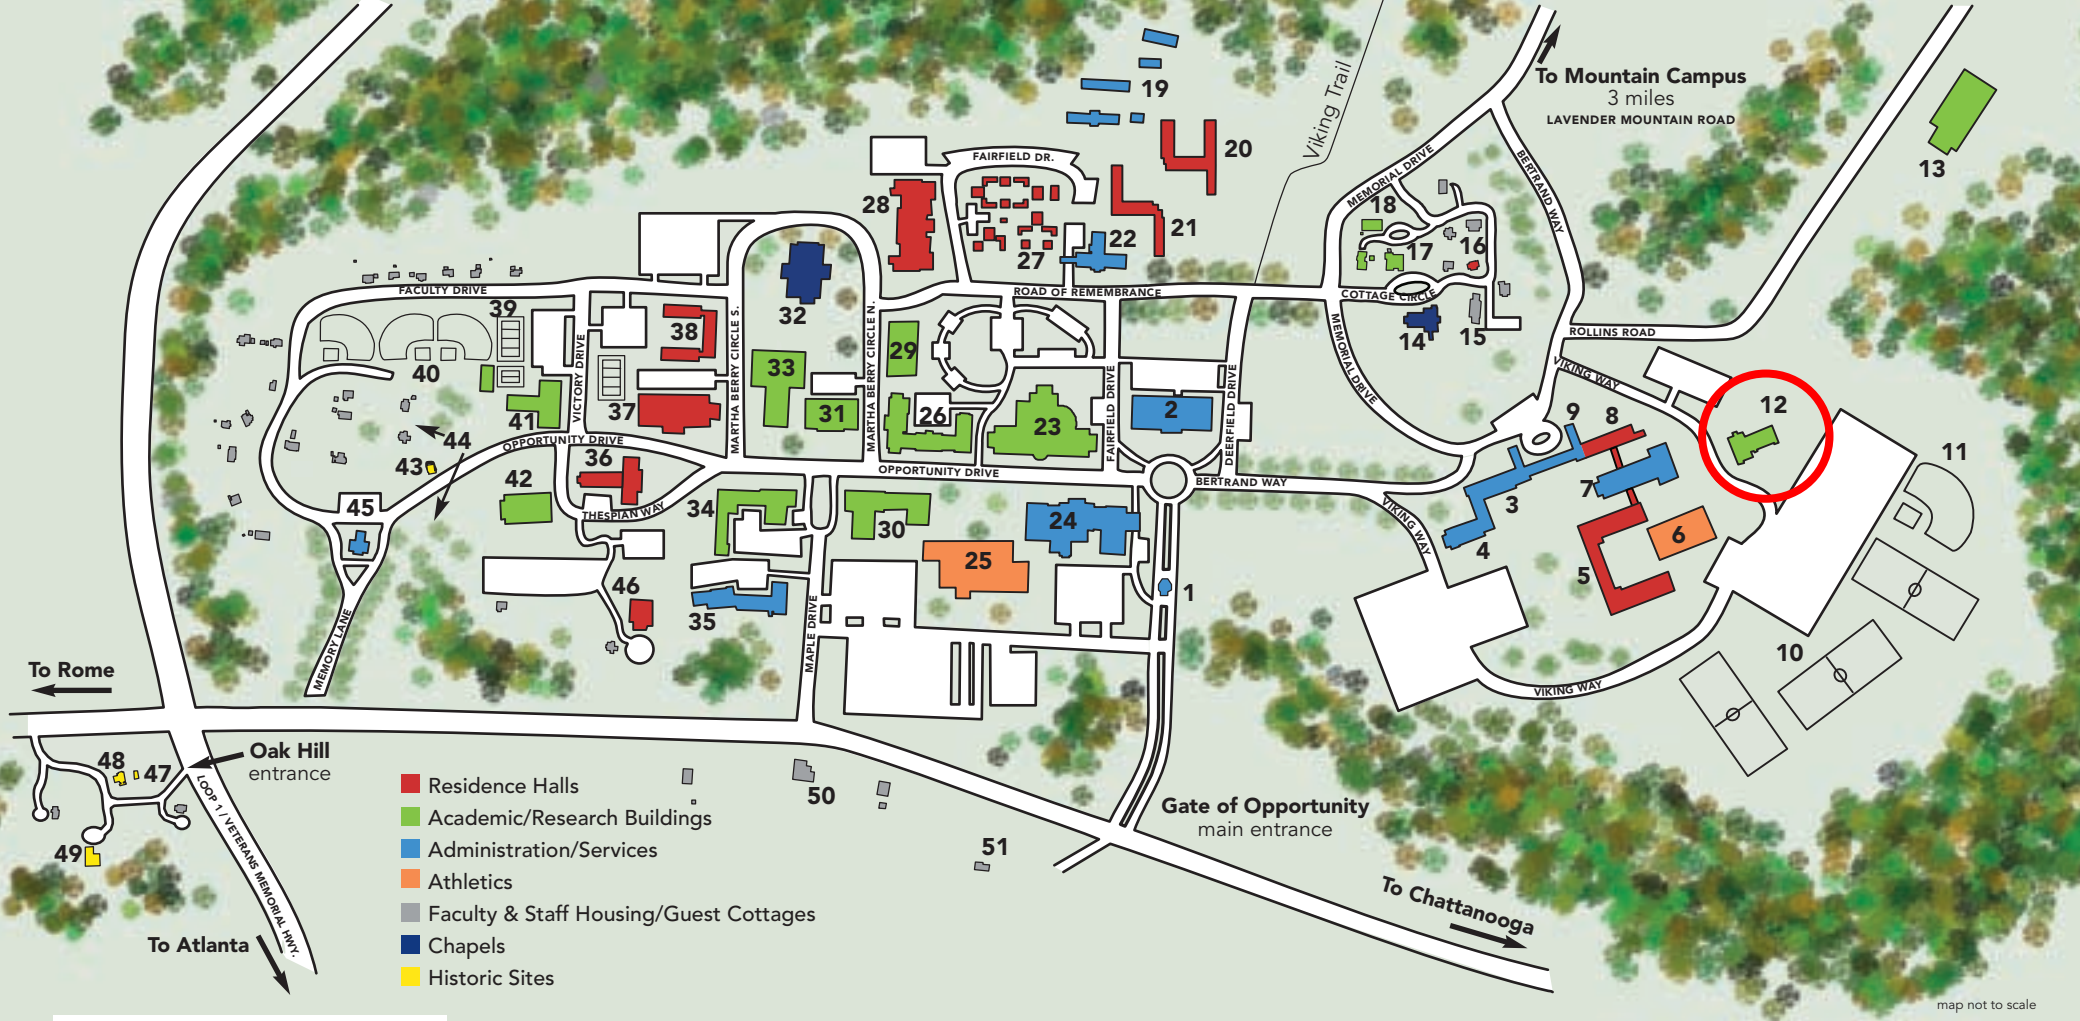 To Mountain Campus
3 miles
LAVENDER MOUNTAIN ROAD
Viking Trail
19
20
21
22
13
FAIRFIELD DR.
28
27
MEMORIAL DRIVE
BERTRAND WAY
18
17
16
15
14
COTTAGE CIRCLE
ROAD OF REMEMBRANCE
FACULTY DRIVE
39
38
32
MARTHA BERRY CIRCLE S.
MARTHA BERRY CIRCLE N.
ROLLINS ROAD
VIKING WAY
MEMORIAL DRIVE
VICTORY DRIVE
40
41
37
33
31
29
26
23
FAIRFIELD DRIVE
2
DEERFIELD DRIVE
12
9
8
11
44
43
OPPORTUNITY DRIVE
36
42
45
THESPIAN WAY
34
30
OPPORTUNITY DRIVE
BERTRAND WAY
24
25
VIKING WAY
3
7
4
6
5
1
46
35
MAPLE DRIVE
MEMORY LANE
10
VIKING WAY
To Rome
Oak Hill
entrance
48
47
49
LOOP 1 / VETERANS MEMORIAL HWY.
To Atlanta
Residence Halls
Academic/Research Buildings
Administration/Services
Athletics
Faculty & Staff Housing/Guest Cottages
Chapels
Historic Sites
50
51
Gate of Opportunity
main entrance
To Chattanooga
map not to scale